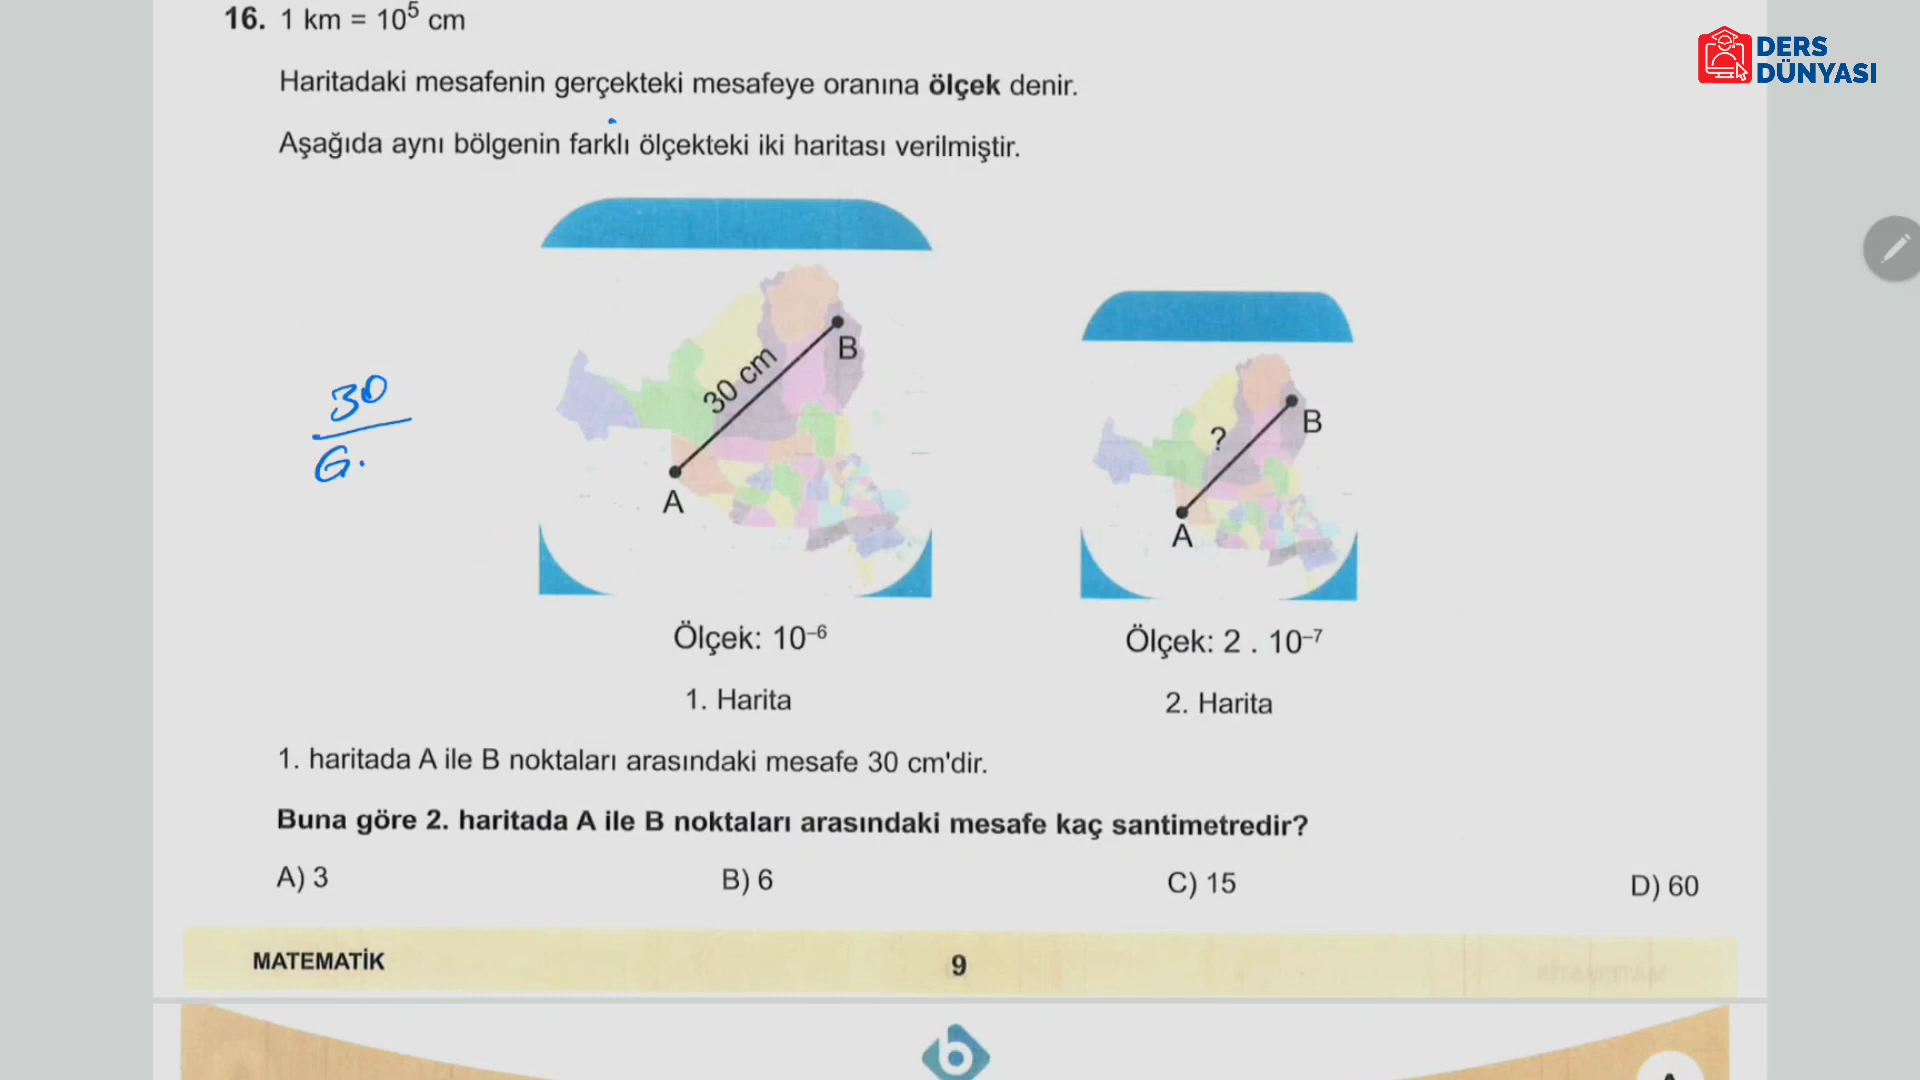 16. 1 km = 10⁵ cm
DERS
DÜNYASI
Haritadaki mesafenin gerçekteki mesafeye oranına ölçek denir.
Aşağıda aynı bölgenin farklı ölçekteki iki haritası verilmiştir.
30 cm
B
A
?
B
A
30
G.
Ölçek: 10⁻⁶
Ölçek: 2 . 10⁻⁷
1. Harita
2. Harita
1. haritada A ile B noktaları arasındaki mesafe 30 cm'dir.
Buna göre 2. haritada A ile B noktaları arasındaki mesafe kaç santimetredir?
A) 3
B) 6
C) 15
D) 60
MATEMATİK
9